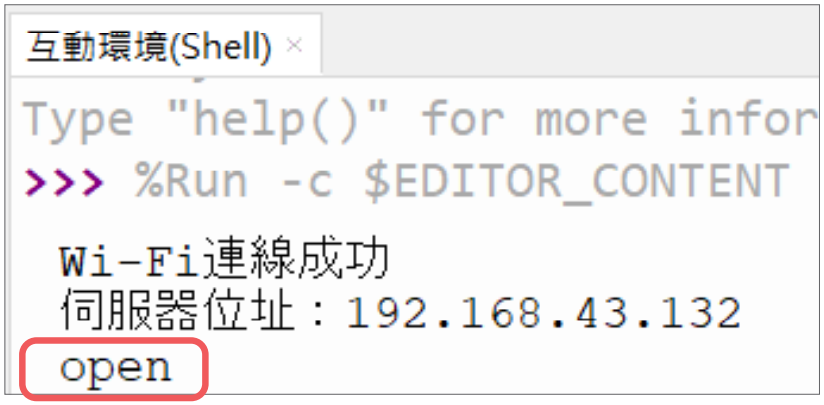 互動環境(Shell) ×
Type "help()" for more infor
>>> %Run -c $EDITOR_CONTENT
Wi-Fi連線成功
伺服器位址：192.168.43.132
open